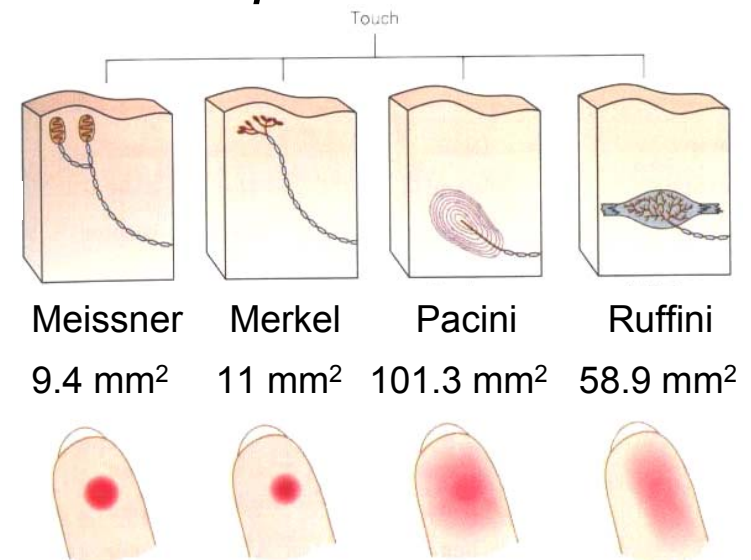 Touch
Meissner Merkel Pacini Ruffini
9.4 mm² 11 mm² 101.3 mm² 58.9 mm²